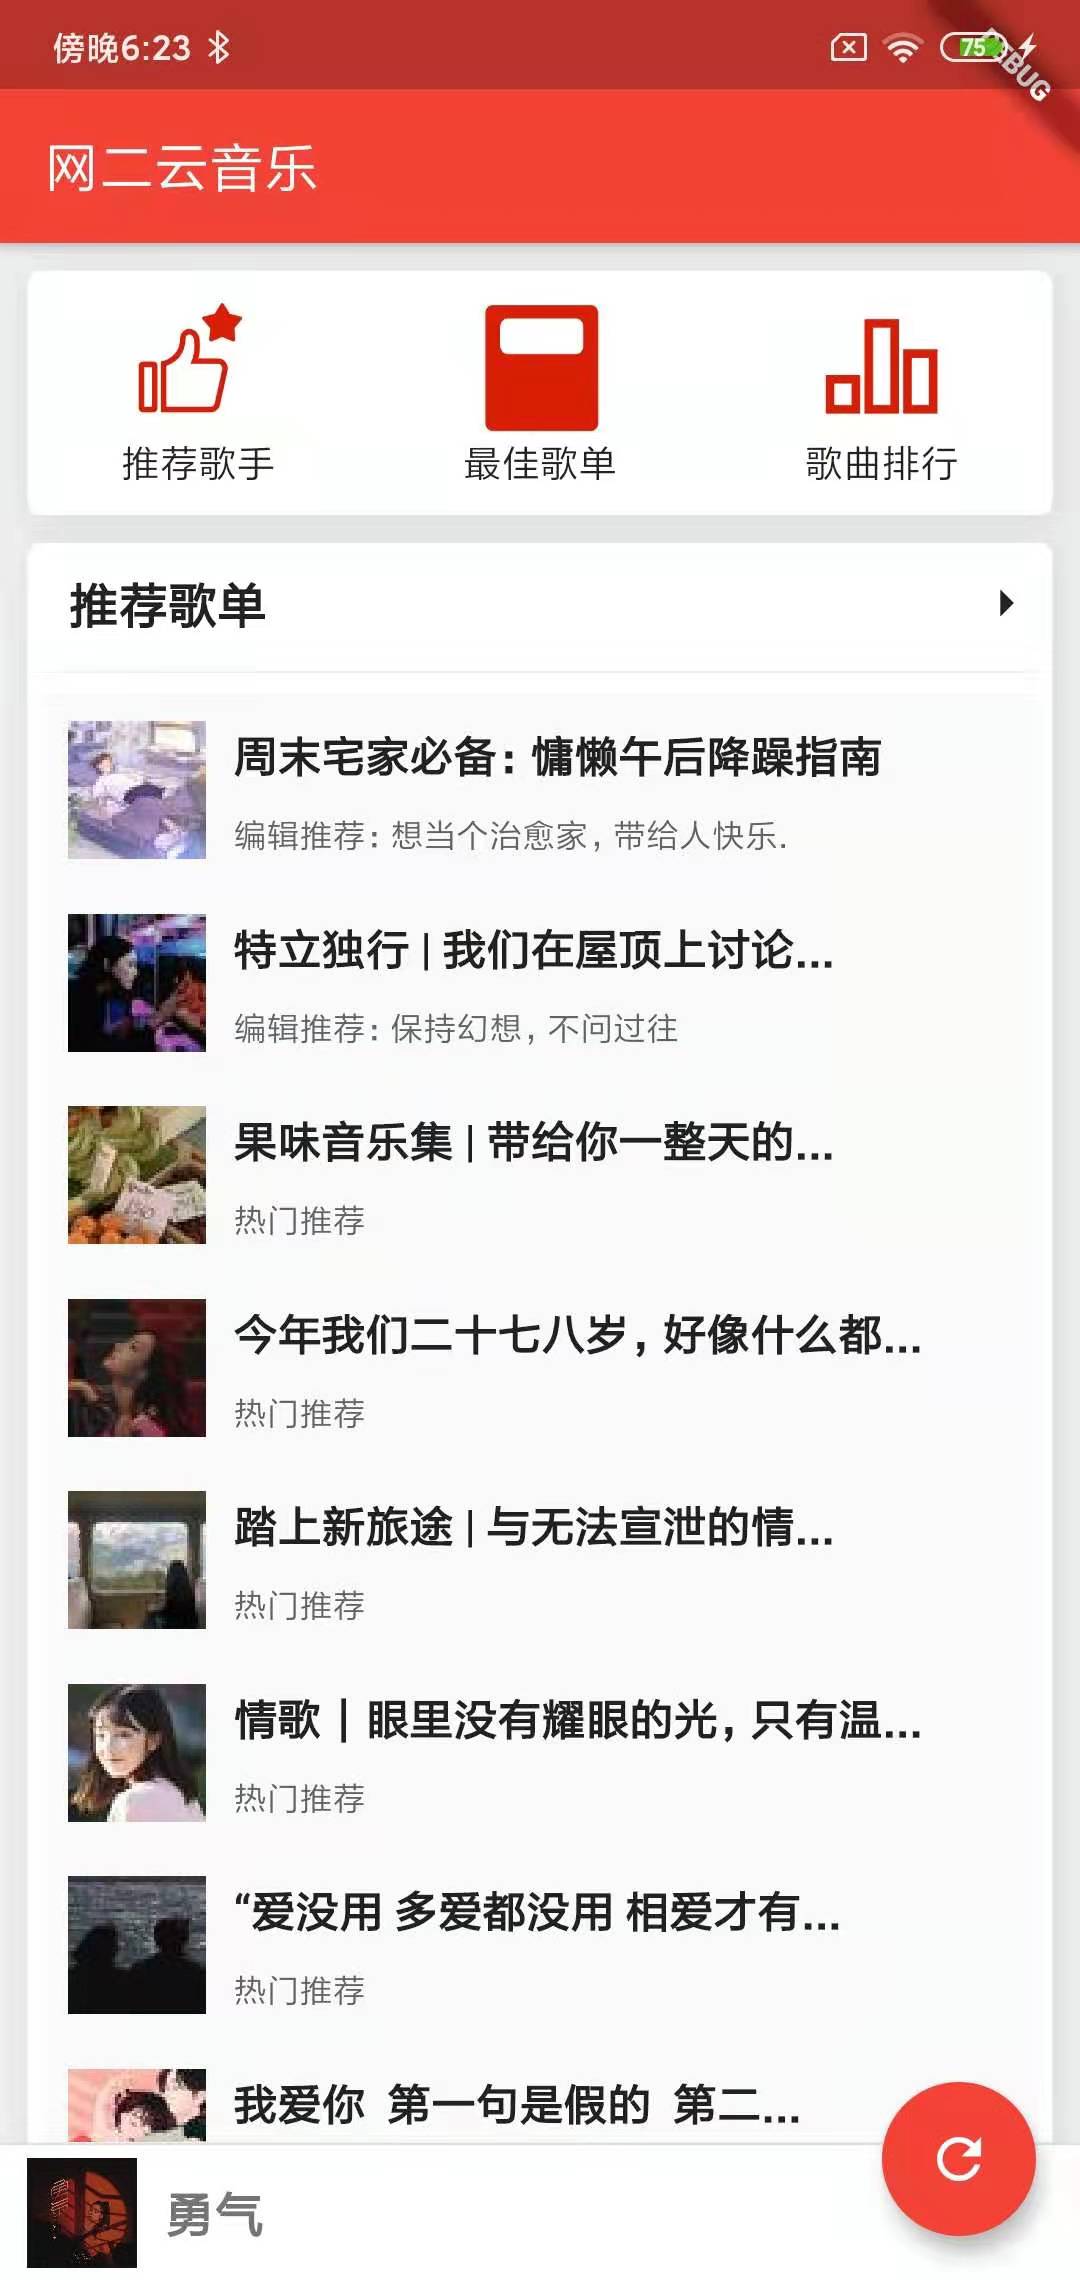 傍晚6:23
75
DEBUG
网二云音乐
推荐歌手
最佳歌单
歌曲排行
推荐歌单
周末宅家必备：慵懒午后降躁指南
编辑推荐：想当个治愈家，带给人快乐.
特立独行 | 我们在屋顶上讨论...
编辑推荐：保持幻想，不问过往
果味音乐集 | 带给你一整天的...
热门推荐
今年我们二十七八岁，好像什么都...
热门推荐
踏上新旅途 | 与无法宣泄的情...
热门推荐
情歌｜眼里没有耀眼的光，只有温...
热门推荐
“爱没用 多爱都没用 相爱才有...
热门推荐
我爱你 第一句是假的 第二...
勇气